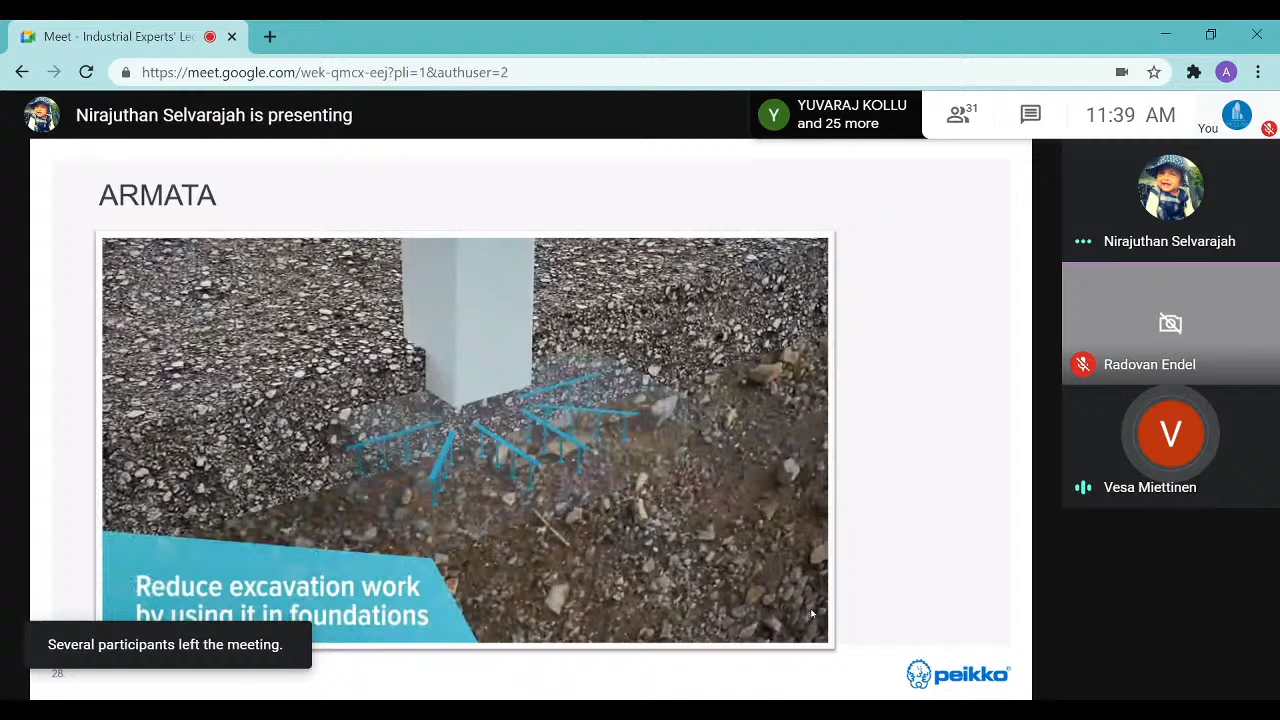 Meet - Industrial Experts' Le
https://meet.google.com/wek-qmcx-eej?pli=1&authuser=2
A
Nirajuthan Selvarajah is presenting
Y
YUVARAJ KOLLU
and 25 more
31
11:39 AM
You
ARMATA
Nirajuthan Selvarajah
Radovan Endel
V
Vesa Miettinen
Reduce excavation work
by using it in foundations
Several participants left the meeting.
28
peikko